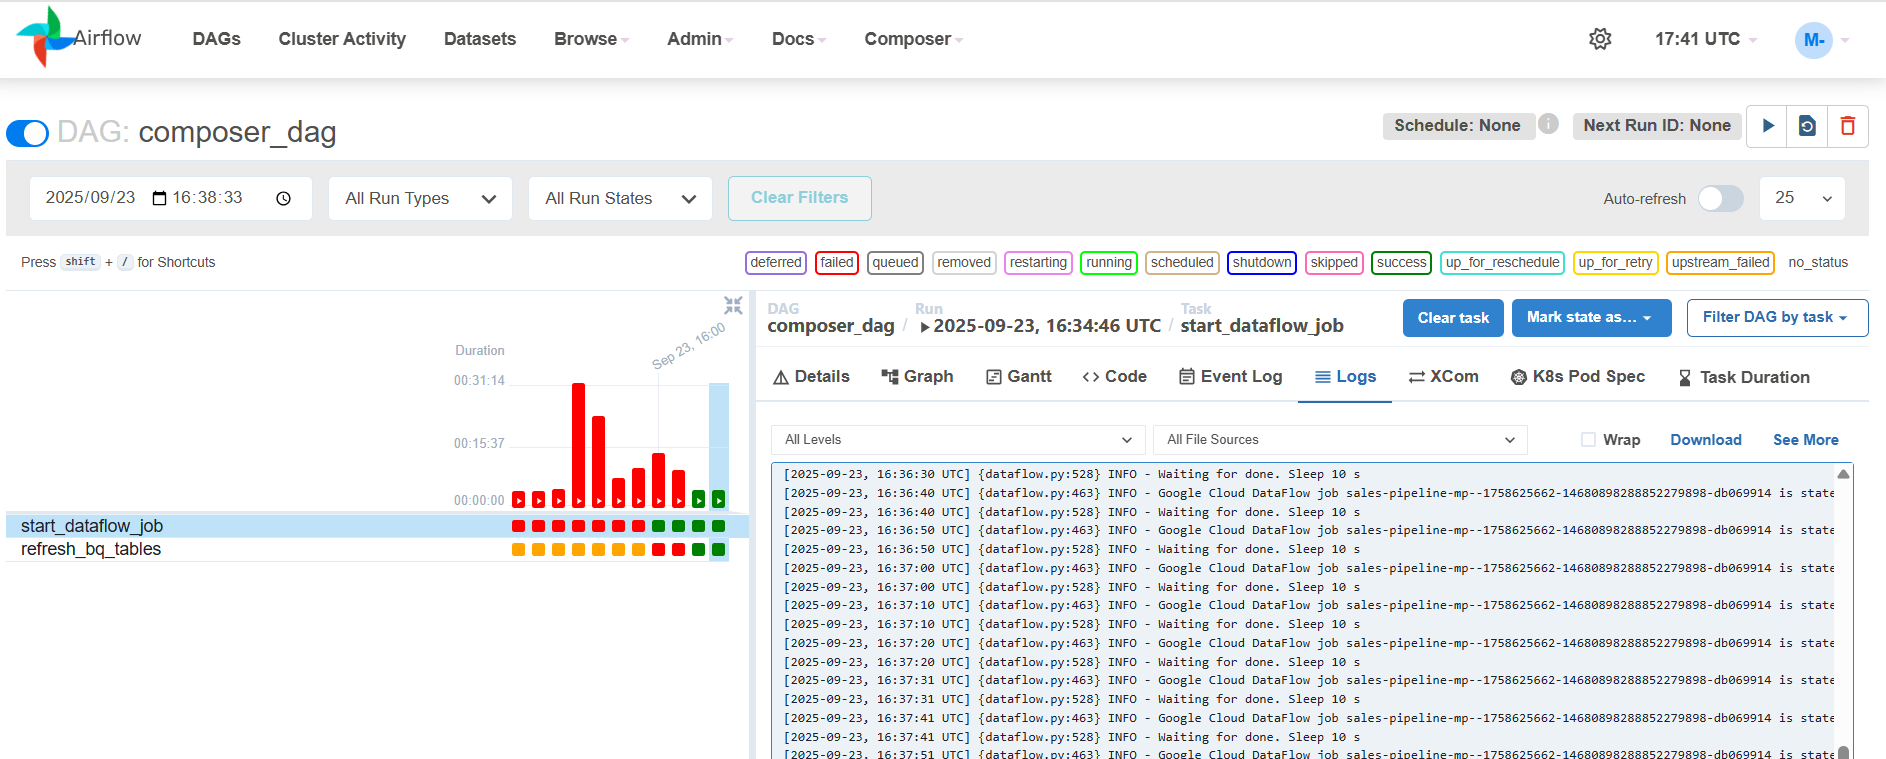 Airflow DAGs Cluster Activity Datasets Browse Admin Docs Composer 17:41 UTC M-
DAG: composer_dag
Schedule: None i Next Run ID: None
2025/09/23 16:38:33 All Run Types All Run States Clear Filters Auto-refresh 25
Press shift + / for Shortcuts
deferred failed queued removed restarting running scheduled shutdown skipped success up_for_reschedule up_for_retry upstream_failed no_status
Sep 23, 16:00
Duration
00:31:14
00:15:37
00:00:00
start_dataflow_job
refresh_bq_tables
DAG Run Task
composer_dag / 2025-09-23, 16:34:46 UTC / start_dataflow_job
Clear task Mark state as... Filter DAG by task
Details Graph Gantt Code Event Log Logs XCom K8s Pod Spec Task Duration
All Levels All File Sources Wrap Download See More
[2025-09-23, 16:36:30 UTC] {dataflow.py:528} INFO - Waiting for done. Sleep 10 s
[2025-09-23, 16:36:40 UTC] {dataflow.py:463} INFO - Google Cloud DataFlow job sales-pipeline-mp--1758625662-14680898288852279898-db069914 is state
[2025-09-23, 16:36:40 UTC] {dataflow.py:528} INFO - Waiting for done. Sleep 10 s
[2025-09-23, 16:36:50 UTC] {dataflow.py:463} INFO - Google Cloud DataFlow job sales-pipeline-mp--1758625662-14680898288852279898-db069914 is state
[2025-09-23, 16:36:50 UTC] {dataflow.py:528} INFO - Waiting for done. Sleep 10 s
[2025-09-23, 16:37:00 UTC] {dataflow.py:463} INFO - Google Cloud DataFlow job sales-pipeline-mp--1758625662-14680898288852279898-db069914 is state
[2025-09-23, 16:37:00 UTC] {dataflow.py:528} INFO - Waiting for done. Sleep 10 s
[2025-09-23, 16:37:10 UTC] {dataflow.py:463} INFO - Google Cloud DataFlow job sales-pipeline-mp--1758625662-14680898288852279898-db069914 is state
[2025-09-23, 16:37:10 UTC] {dataflow.py:528} INFO - Waiting for done. Sleep 10 s
[2025-09-23, 16:37:20 UTC] {dataflow.py:463} INFO - Google Cloud DataFlow job sales-pipeline-mp--1758625662-14680898288852279898-db069914 is state
[2025-09-23, 16:37:20 UTC] {dataflow.py:528} INFO - Waiting for done. Sleep 10 s
[2025-09-23, 16:37:31 UTC] {dataflow.py:463} INFO - Google Cloud DataFlow job sales-pipeline-mp--1758625662-14680898288852279898-db069914 is state
[2025-09-23, 16:37:31 UTC] {dataflow.py:528} INFO - Waiting for done. Sleep 10 s
[2025-09-23, 16:37:41 UTC] {dataflow.py:463} INFO - Google Cloud DataFlow job sales-pipeline-mp--1758625662-14680898288852279898-db069914 is state
[2025-09-23, 16:37:41 UTC] {dataflow.py:528} INFO - Waiting for done. Sleep 10 s
[2025-09-23, 16:37:51 UTC] {dataflow.py:463} INFO - Google Cloud DataFlow job sales-pipeline-mp--1758625662-14680898288852279898-db069914 is state